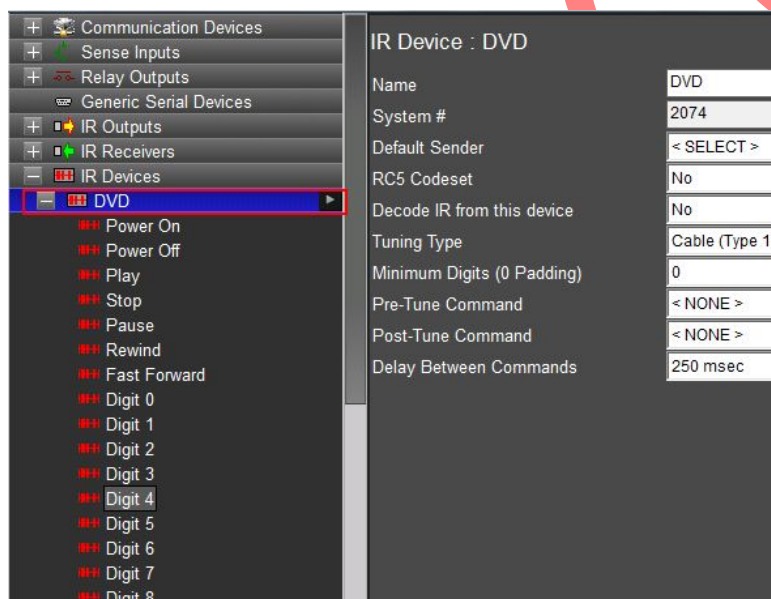 Communication Devices
Sense Inputs
Relay Outputs
Generic Serial Devices
IR Outputs
IR Receivers
IR Devices
DVD
Power On
Power Off
Play
Stop
Pause
Rewind
Fast Forward
Digit 0
Digit 1
Digit 2
Digit 3
Digit 4
Digit 5
Digit 6
Digit 7
Digit 8
IR Device : DVD
Name DVD
System # 2074
Default Sender < SELECT >
RC5 Codeset No
Decode IR from this device No
Tuning Type Cable (Type 1
Minimum Digits (0 Padding) 0
Pre-Tune Command < NONE >
Post-Tune Command < NONE >
Delay Between Commands 250 msec